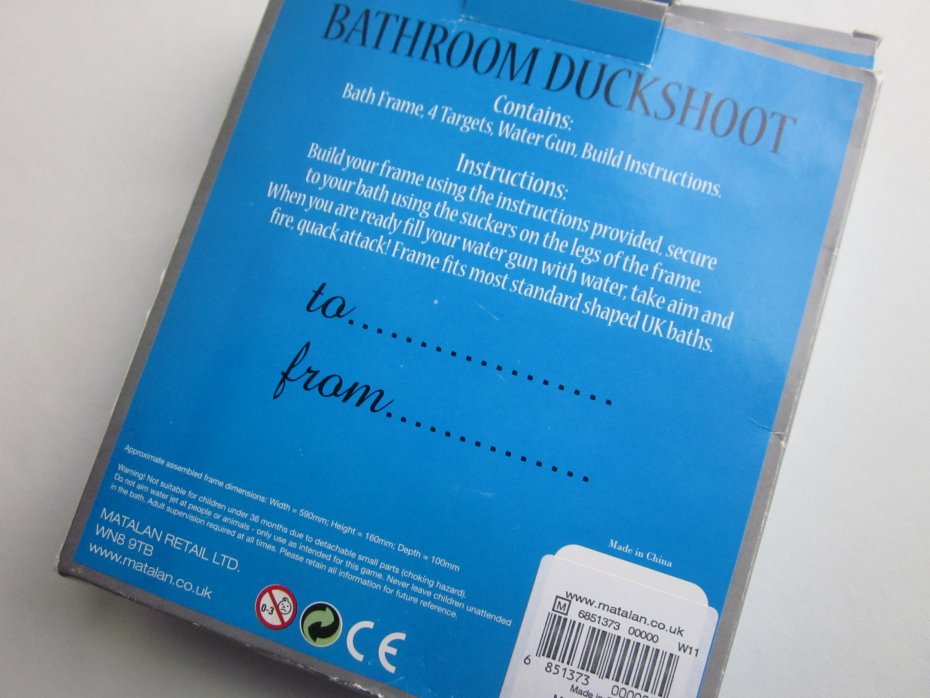 BATHROOM DUCKSHOOT
Contains:
Bath Frame, 4 Targets, Water Gun, Build Instructions.
Instructions:
Build your frame using the instructions provided, secure
to your bath using the suckers on the legs of the frame.
When you are ready fill your water gun with water, take aim and
fire, quack attack! Frame fits most standard shaped UK baths.
to....................
from...............
Approximate assembled frame dimensions: Width = 590mm; Height = 160mm; Depth = 100mm
Warning! Not suitable for children under 36 months due to detachable small parts (choking hazard).
Do not aim water jet at people or animals - only use as intended for this game. Never leave children unattended
in the bath. Adult supervision required at all times. Please retain all information for future reference.
MATALAN RETAIL LTD.
WN8 9TB
www.matalan.co.uk
0-3
CE
Made in China
www.matalan.co.uk
M 6851373 00000
W11
6 851373 0000
Made in